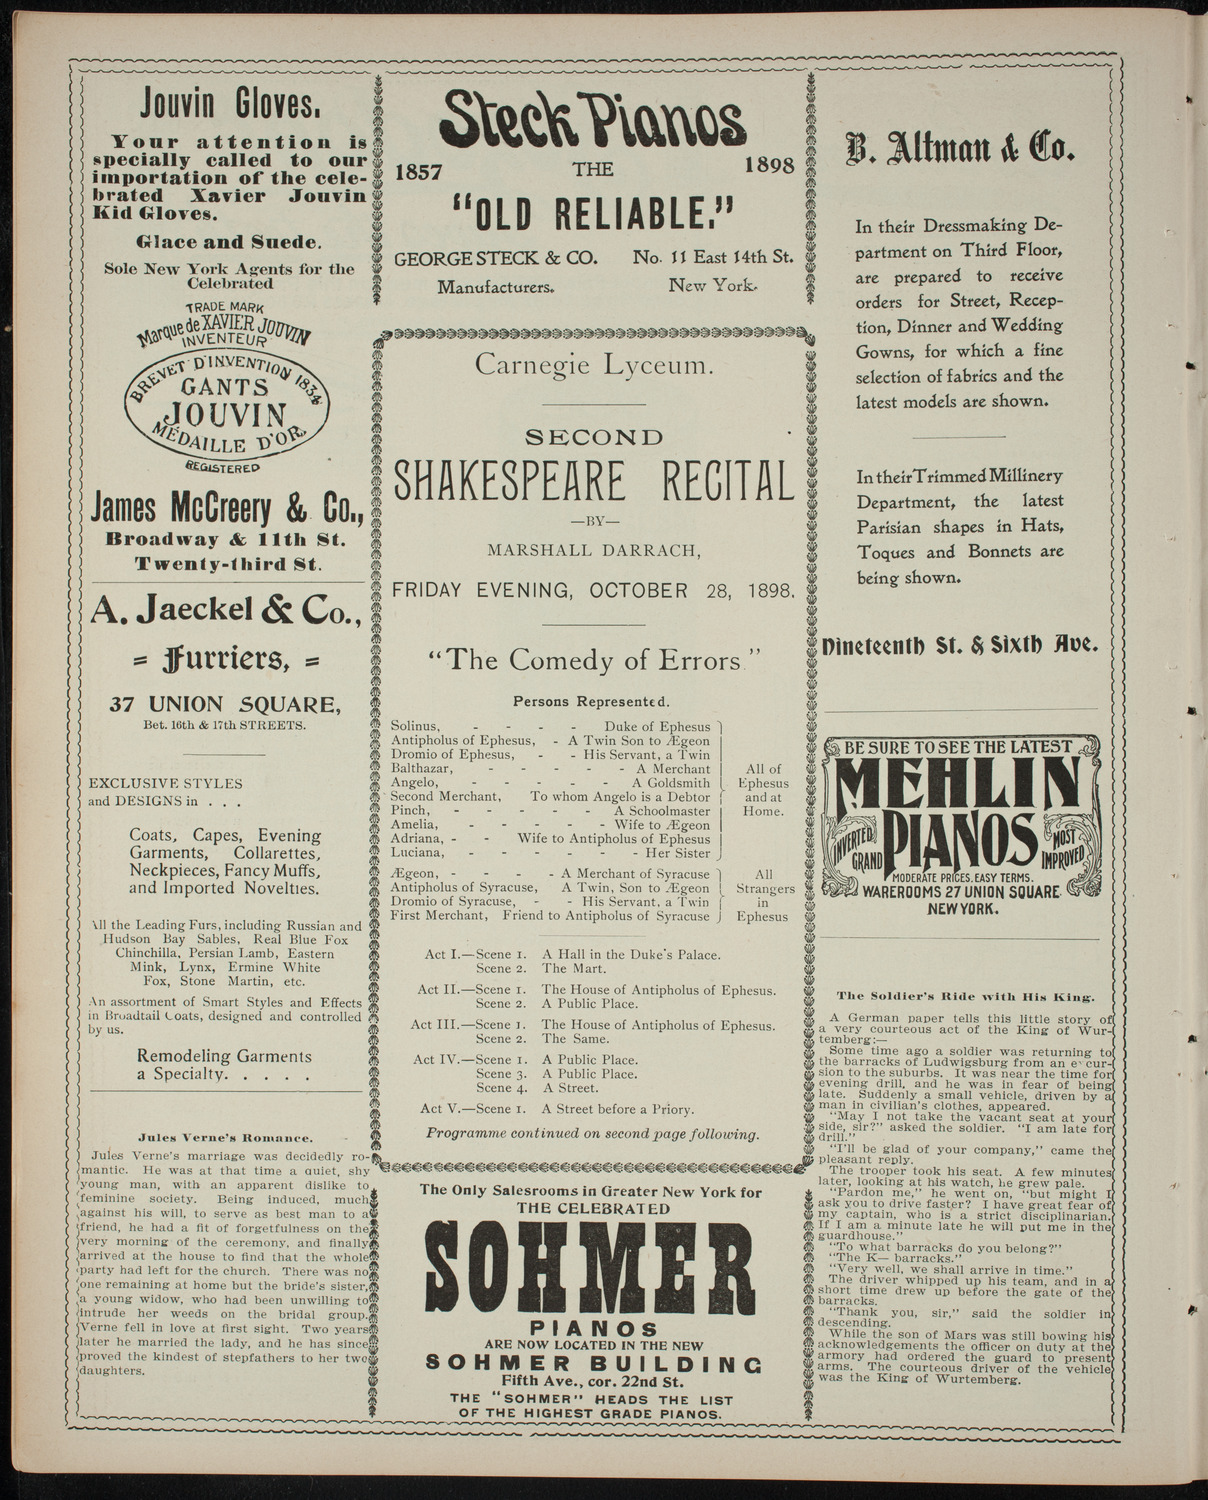 Jouvin Gloves.
Your attention is
specially called to our
importation of the cele-
brated Xavier Jouvin
Kid Gloves.
Glace and Suede.
Sole New York Agents for the
Celebrated
TRADE MARK
Marque de XAVIER JOUVIN
INVENTEUR
BREVET D'INVENTION 1834
GANTS
JOUVIN
MÉDAILLE D'OR.
REGISTERED
James McCreery & Co.,
Broadway & 11th St.
Twenty-third St.
A. Jaeckel & Co.,
= Furriers, =
37 UNION SQUARE,
Bet. 16th & 17th STREETS.
EXCLUSIVE STYLES
and DESIGNS in . . .
Coats, Capes, Evening
Garments, Collarettes,
Neckpieces, Fancy Muffs,
and Imported Novelties.
All the Leading Furs, including Russian and
Hudson Bay Sables, Real Blue Fox
Chinchilla, Persian Lamb, Eastern
Mink, Lynx, Ermine White
Fox, Stone Martin, etc.
An assortment of Smart Styles and Effects
in Broadtail Coats, designed and controlled
by us.
Remodeling Garments
a Specialty. . . . .
Jules Verne's Romance.
Jules Verne's marriage was decidedly ro-
mantic. He was at that time a quiet, shy
young man, with an apparent dislike to
feminine society. Being induced, much
against his will, to serve as best man to a
friend, he had a fit of forgetfulness on the
very morning of the ceremony, and finally
arrived at the house to find that the whole
party had left for the church. There was no
one remaining at home but the bride's sister,
a young widow, who had been unwilling to
intrude her weeds on the bridal group.
Verne fell in love at first sight. Two years
later he married the lady, and he has since
proved the kindest of stepfathers to her two
daughters.
Steck Pianos
1857 THE 1898
"OLD RELIABLE."
GEORGE STECK & CO. No. 11 East 14th St.
Manufacturers. New York.
Carnegie Lyceum.
SECOND
SHAKESPEARE RECITAL
—BY—
MARSHALL DARRACH,
FRIDAY EVENING, OCTOBER 28, 1898.
"The Comedy of Errors"
Persons Represented.
Solinus, - - - - Duke of Ephesus
Antipholus of Ephesus, - A Twin Son to Ægeon
Dromio of Ephesus, - - His Servant, a Twin
Balthazar, - - - - - A Merchant
Angelo, - - - - - A Goldsmith
Second Merchant, To whom Angelo is a Debtor
Pinch, - - - - - - A Schoolmaster
Amelia, - - - - - Wife to Ægeon
Adriana, - - - Wife to Antipholus of Ephesus
Luciana, - - - - - - Her Sister
All of
Ephesus
and at
Home.
Ægeon, - - - - A Merchant of Syracuse
Antipholus of Syracuse, A Twin, Son to Ægeon
Dromio of Syracuse, - - His Servant, a Twin
First Merchant, Friend to Antipholus of Syracuse
All
Strangers
in
Ephesus
Act I.—Scene 1. A Hall in the Duke's Palace.
Scene 2. The Mart.
Act II.—Scene 1. The House of Antipholus of Ephesus.
Scene 2. A Public Place.
Act III.—Scene 1. The House of Antipholus of Ephesus.
Scene 2. The Same.
Act IV.—Scene 1. A Public Place.
Scene 3. A Public Place.
Scene 4. A Street.
Act V.—Scene 1. A Street before a Priory.
Programme continued on second page following.
The Only Salesrooms in Greater New York for
THE CELEBRATED
SOHMER
PIANOS
ARE NOW LOCATED IN THE NEW
SOHMER BUILDING
Fifth Ave., cor. 22nd St.
THE "SOHMER" HEADS THE LIST
OF THE HIGHEST GRADE PIANOS.
B. Altman & Co.
In their Dressmaking De-
partment on Third Floor,
are prepared to receive
orders for Street, Recep-
tion, Dinner and Wedding
Gowns, for which a fine
selection of fabrics and the
latest models are shown.
In their Trimmed Millinery
Department, the latest
Parisian shapes in Hats,
Toques and Bonnets are
being shown.
Nineteenth St. & Sixth Ave.
BE SURE TO SEE THE LATEST
MEHLIN
PIANOS
INVERTED
GRAND
MOST
IMPROVED
MODERATE PRICES. EASY TERMS.
WAREROOMS 27 UNION SQUARE.
NEW YORK.
The Soldier's Ride with His King.
A German paper tells this little story of
a very courteous act of the King of Wur-
temberg:—
Some time ago a soldier was returning to
the barracks of Ludwigsburg from an excur-
sion to the suburbs. It was near the time for
evening drill, and he was in fear of being
late. Suddenly a small vehicle, driven by a
man in civilian's clothes, appeared.
"May I not take the vacant seat at your
side, sir?" asked the soldier. "I am late for
drill."
"I'll be glad of your company," came the
pleasant reply.
The trooper took his seat. A few minutes
later, looking at his watch, he grew pale.
"Pardon me," he went on, "but might I
ask you to drive faster? I have great fear of
my captain, who is a strict disciplinarian.
If I am a minute late he will put me in the
guardhouse."
"To what barracks do you belong?"
"The K— barracks."
"Very well, we shall arrive in time."
The driver whipped up his team, and in a
short time drew up before the gate of the
barracks.
"Thank you, sir," said the soldier in
descending.
While the son of Mars was still bowing his
acknowledgements the officer on duty at the
armory had ordered the guard to present
arms. The courteous driver of the vehicle
was the King of Wurtemberg.